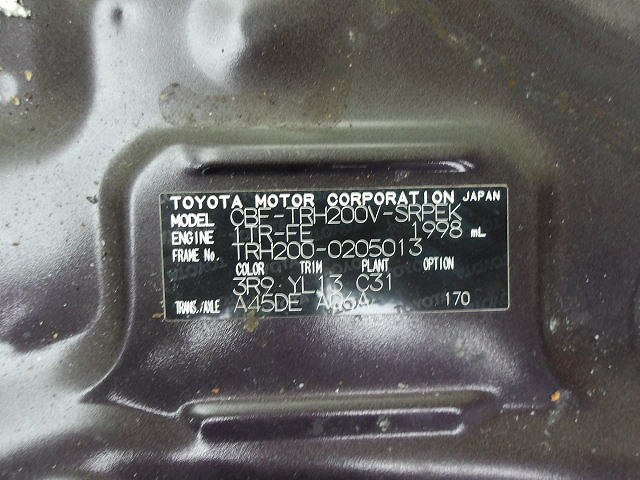 TOYOTA MOTOR CORPORATION JAPAN
MODEL CBF-TRH200V-SRPEK
ENGINE 1TR-FE 1998 mL
FRAME No. TRH200-0205013
COLOR TRIM PLANT OPTION
3R9 YL13 C31
TRANS./AXLE A45DE A06A 170